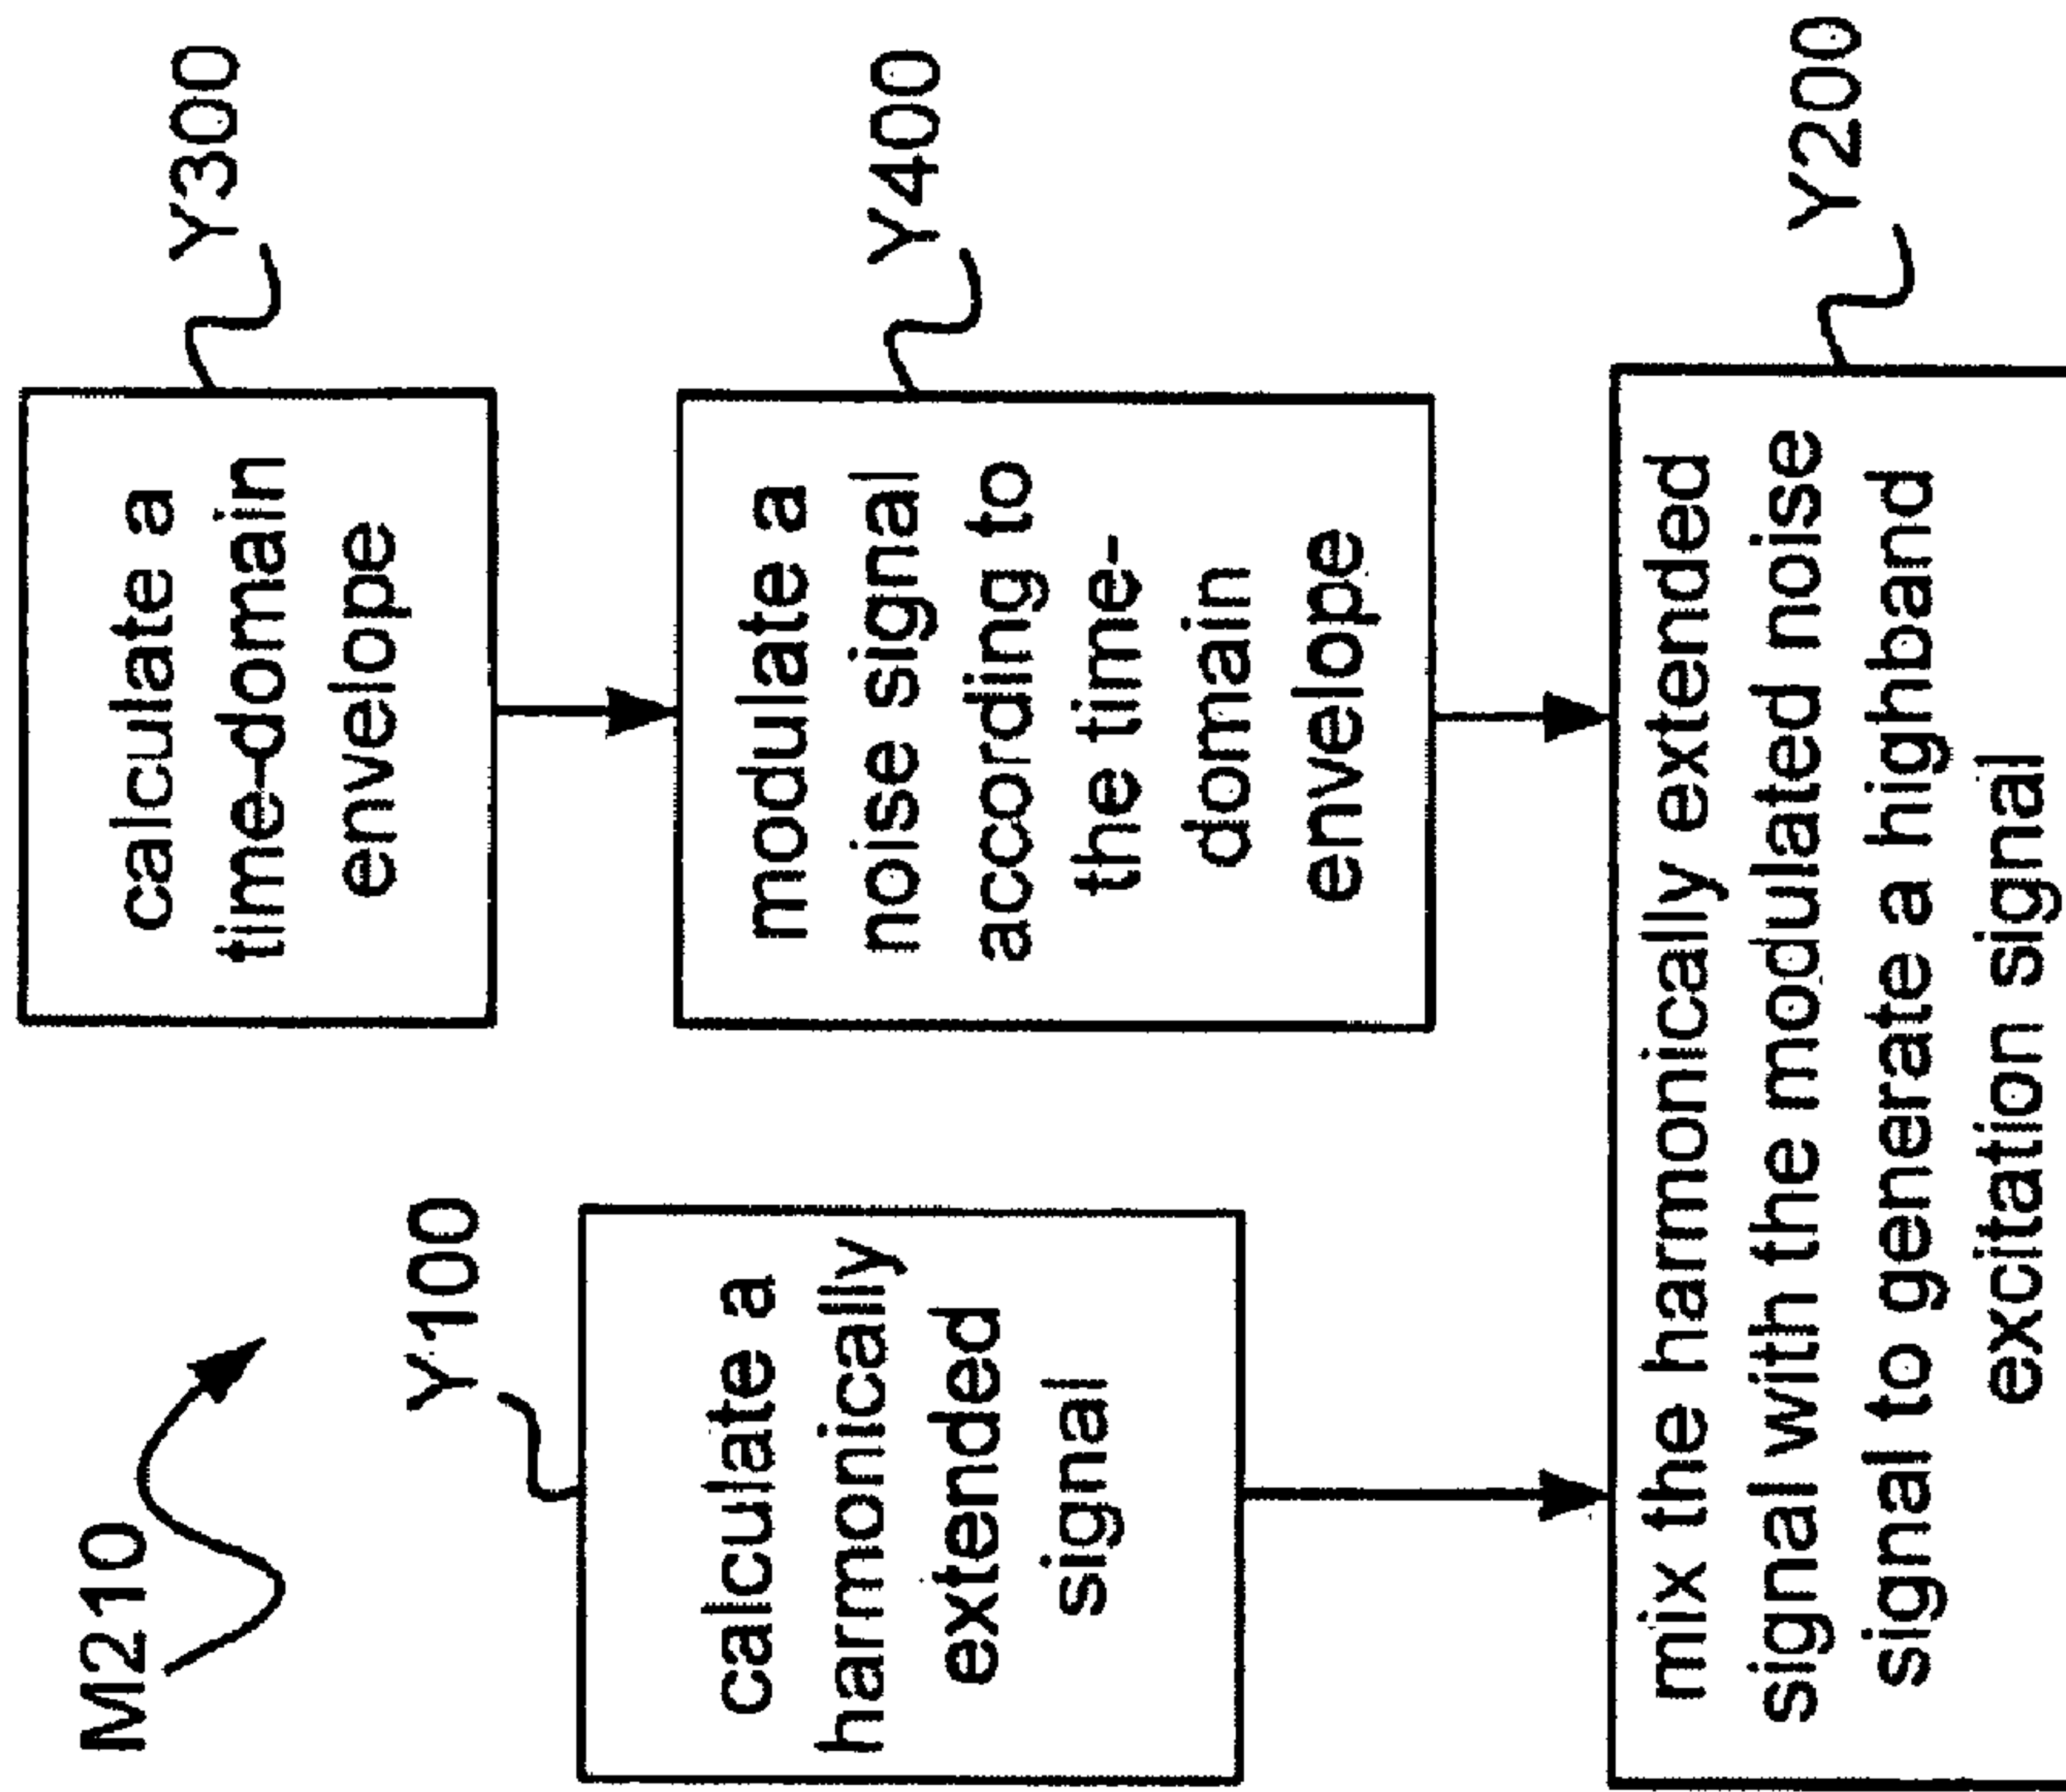 M210
Y100
calculate a
harmonically
extended
signal
Y300
calculate a
time-domain
envelope
Y400
modulate a
noise signal
according to
the time-
domain
envelope
Y200
mix the harmonically extended
signal with the modulated noise
signal to generate a highband
excitation signal